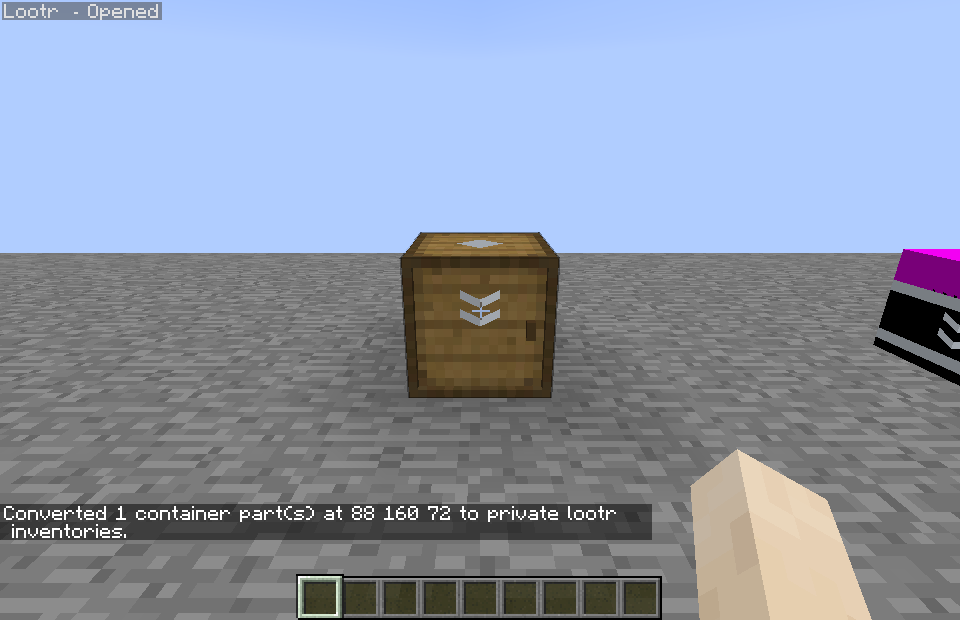 Lootr - Opened
Converted 1 container part(s) at 88 160 72 to private lootr
inventories.